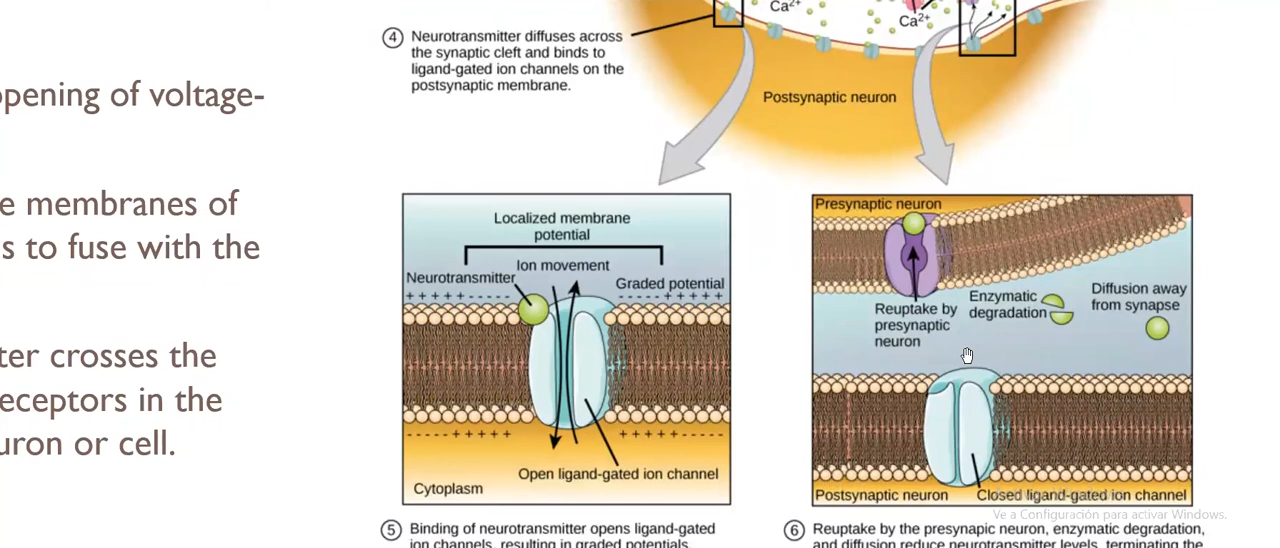 opening of voltage-
e membranes of
s to fuse with the
ter crosses the
eceptors in the
uron or cell.
Ca2+
Ca2+
4 Neurotransmitter diffuses across
the synaptic cleft and binds to
ligand-gated ion channels on the
postsynaptic membrane.
Postsynaptic neuron
Localized membrane
potential
Ion movement
Neurotransmitter
Graded potential
+ + + + + - - - - -
- - - - - + + + + +
- - - - - + + + + +
+ + + + + - - - - -
Open ligand-gated ion channel
Cytoplasm
5 Binding of neurotransmitter opens ligand-gated
ion channels, resulting in graded potentials.
Presynaptic neuron
Reuptake by
presynaptic
neuron
Enzymatic
degradation
Diffusion away
from synapse
Postsynaptic neuron
Closed ligand-gated ion channel
Ve a Configuración para activar Windows.
6 Reuptake by the presynapic neuron, enzymatic degradation,
and diffusion reduce neurotransmitter levels, terminating the